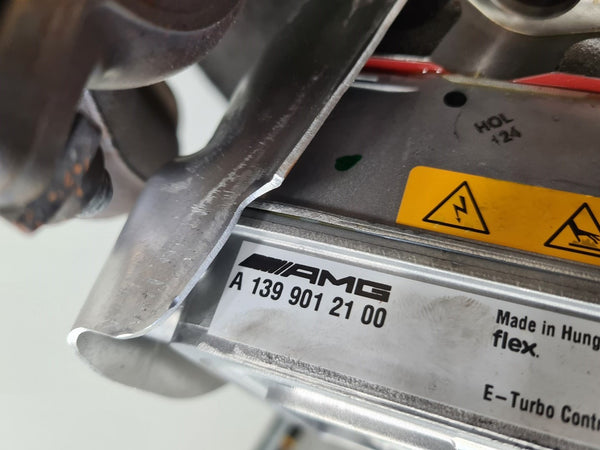 HOL
124
AMG
A 139 901 21 00
Made in Hung
flex.
E-Turbo Contr